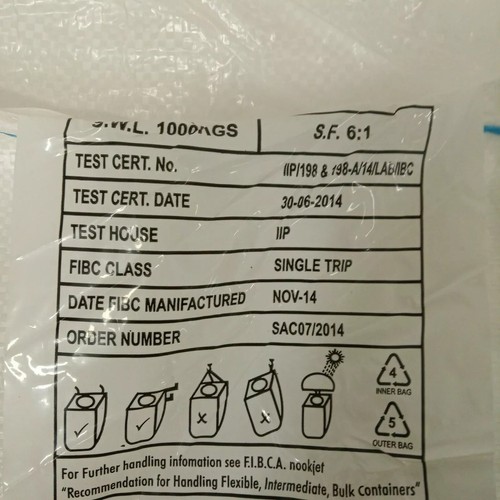 S.W.L. 1000KGS S.F. 6:1
TEST CERT. No. IIP/198 & 198-A/14/LAB/IBC
TEST CERT. DATE 30-06-2014
TEST HOUSE IIP
FIBC CLASS SINGLE TRIP
DATE FIBC MANIFACTURED NOV-14
ORDER NUMBER SAC07/2014
4
INNER BAG
5
OUTER BAG
For Further handling infomation see F.I.B.C.A. nookjet
"Recommendation for Handling Flexible, Intermediate, Bulk Containers"